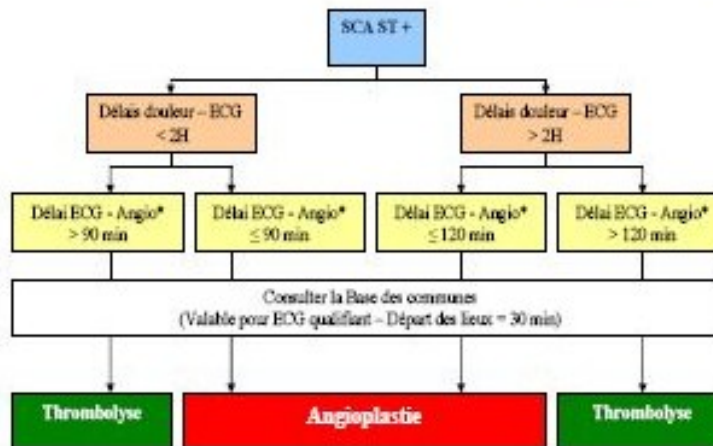 SCA ST +
Délais douleur – ECG
< 2H
Délais douleur – ECG
> 2H
Délai ECG - Angio*
> 90 min
Délai ECG - Angio*
≤ 90 min
Délai ECG - Angio*
≤ 120 min
Délai ECG - Angio*
> 120 min
Consulter la Base des communes
(Valable pour ECG qualifiant – Départ des lieux = 30 min)
Thrombolyse
Angioplastie
Thrombolyse